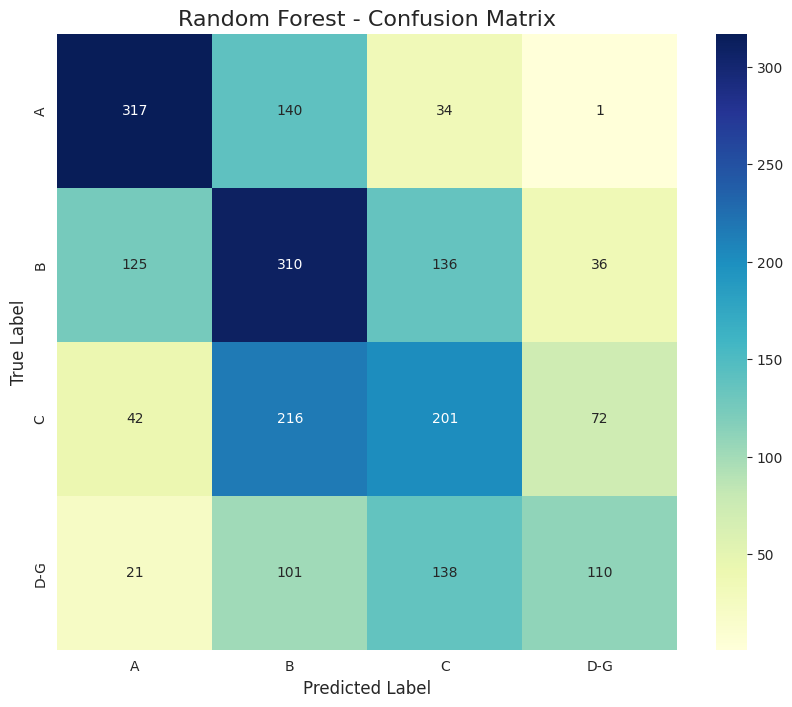 Random Forest - Confusion Matrix
A 317 140 34 1
B 125 310 136 36
C 42 216 201 72
D-G 21 101 138 110
A B C D-G
Predicted Label
True Label
300
250
200
150
100
50